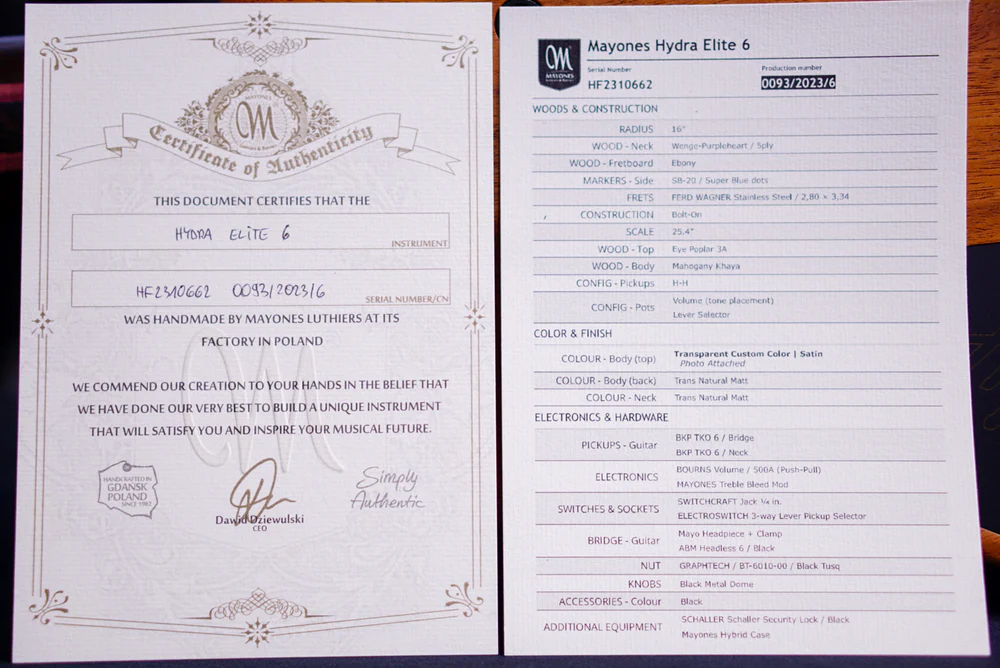 MAYONES
M
Guitars & Basses
Certificate of Authenticity
THIS DOCUMENT CERTIFIES THAT THE
HYDRA ELITE 6
INSTRUMENT
HF2310662 0093/2023/6
SERIAL NUMBER/CN
WAS HANDMADE BY MAYONES LUTHIERS AT ITS
FACTORY IN POLAND
WE COMMEND OUR CREATION TO YOUR HANDS IN THE BELIEF THAT
WE HAVE DONE OUR VERY BEST TO BUILD A UNIQUE INSTRUMENT
THAT WILL SATISFY YOU AND INSPIRE YOUR MUSICAL FUTURE.
HANDCRAFTED IN
GDANSK
POLAND
SINCE 1982
Dawid Dziewulski
CEO
Simply
Authentic
M
MAYONES
Mayones Hydra Elite 6
Serial Number
HF2310662
Production number
0093/2023/6
WOODS & CONSTRUCTION
RADIUS 16"
WOOD - Neck Wenge-Purpleheart / 5ply
WOOD - Fretboard Ebony
MARKERS - Side SB-20 / Super Blue dots
FRETS FERD WAGNER Stainless Steel / 2,80 × 3,34
CONSTRUCTION Bolt-On
SCALE 25.4"
WOOD - Top Eye Poplar 3A
WOOD - Body Mahogany Khaya
CONFIG - Pickups H-H
CONFIG - Pots Volume (tone placement)
Lever Selector
COLOR & FINISH
COLOUR - Body (top) Transparent Custom Color | Satin
Photo Attached
COLOUR - Body (back) Trans Natural Matt
COLOUR - Neck Trans Natural Matt
ELECTRONICS & HARDWARE
PICKUPS - Guitar BKP TKO 6 / Bridge
BKP TKO 6 / Neck
ELECTRONICS BOURNS Volume / 500A (Push-Pull)
MAYONES Treble Bleed Mod
SWITCHES & SOCKETS SWITCHCRAFT Jack ¼ in.
ELECTROSWITCH 3-way Lever Pickup Selector
BRIDGE - Guitar Mayo Headpiece + Clamp
ABM Headless 6 / Black
NUT GRAPHTECH / BT-6010-00 / Black Tusq
KNOBS Black Metal Dome
ACCESSORIES - Colour Black
ADDITIONAL EQUIPMENT SCHALLER Schaller Security Lock / Black
Mayones Hybrid Case